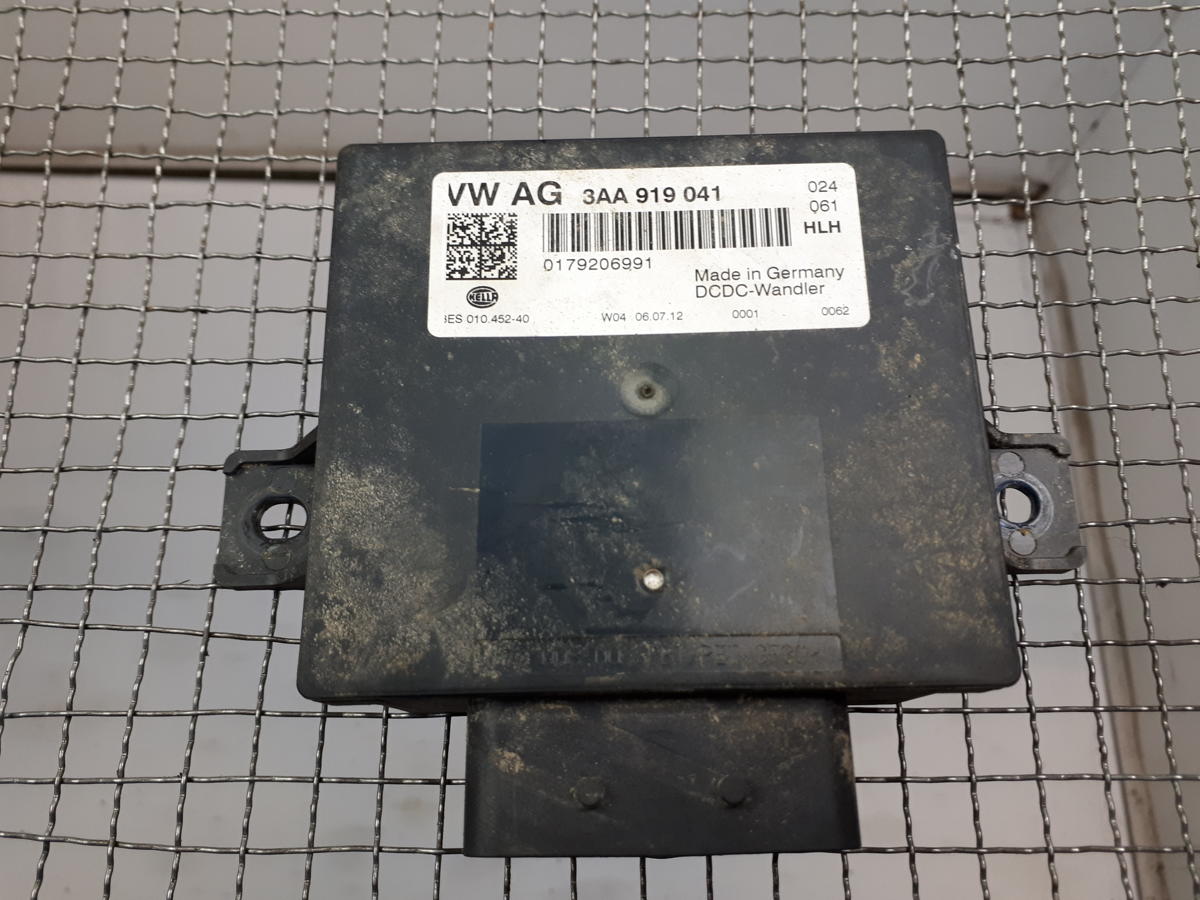 VW AG 3AA 919 041 024
061
HLH
0179206991
Made in Germany
DCDC-Wandler
HELLA
010.452-40 W04 06.07.12 0001 0062